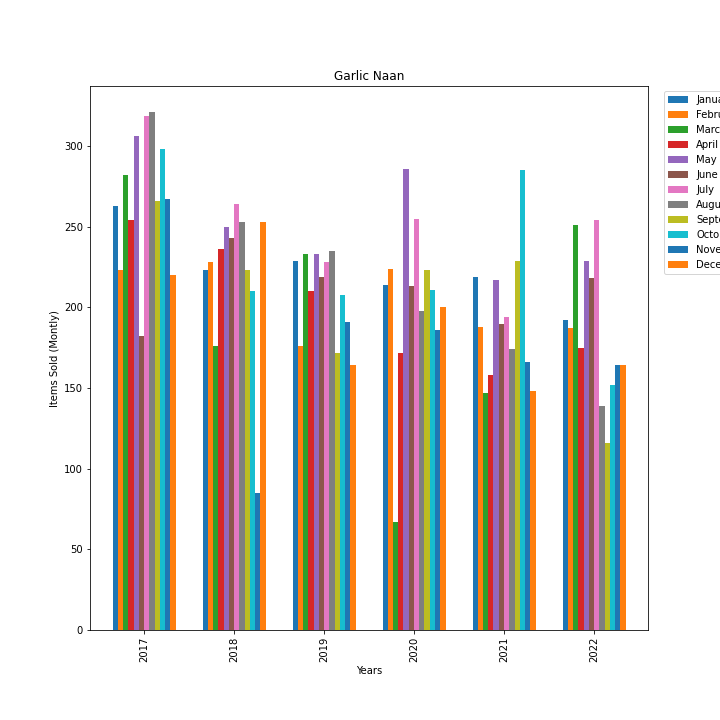 Garlic Naan
300
250
200
150
100
50
0
Items Sold (Montly)
2017
2018
2019
2020
2021
2022
Years
Janua
Febru
Marc
April
May
June
July
Augu
Septe
Octo
Nove
Dece